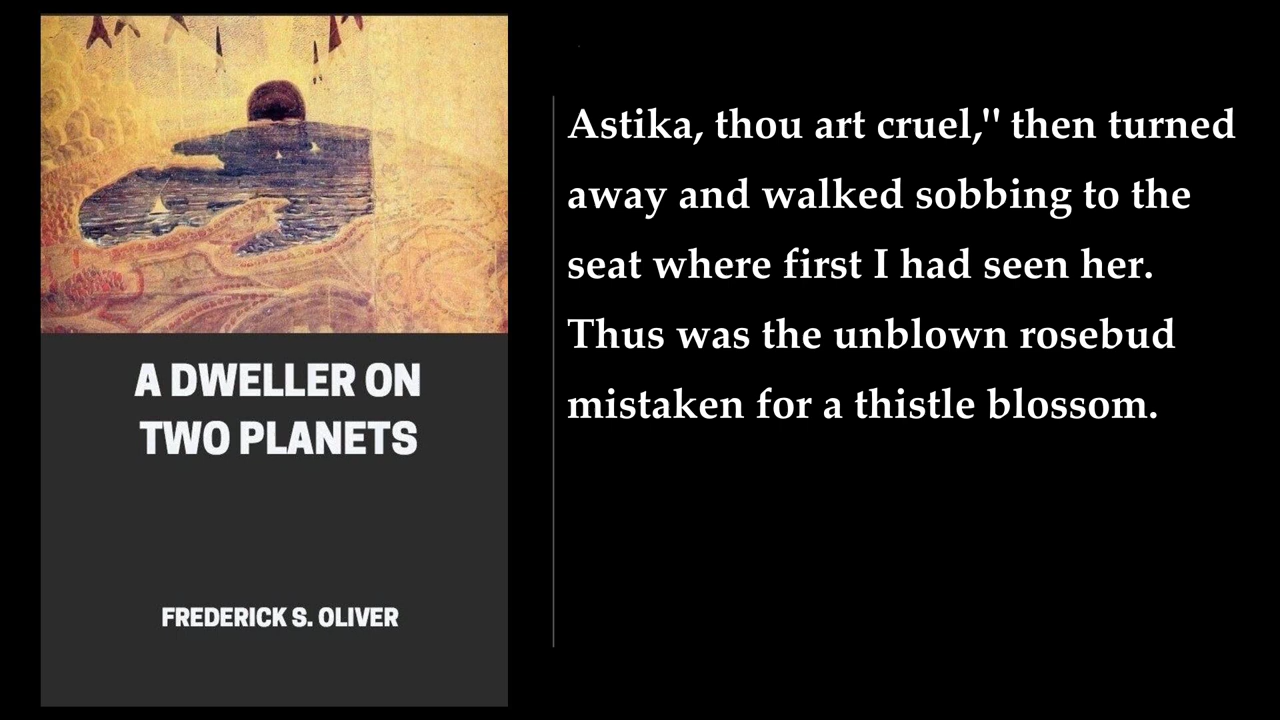 A DWELLER ON
TWO PLANETS
FREDERICK S. OLIVER
Astika, thou art cruel," then turned
away and walked sobbing to the
seat where first I had seen her.
Thus was the unblown rosebud
mistaken for a thistle blossom.